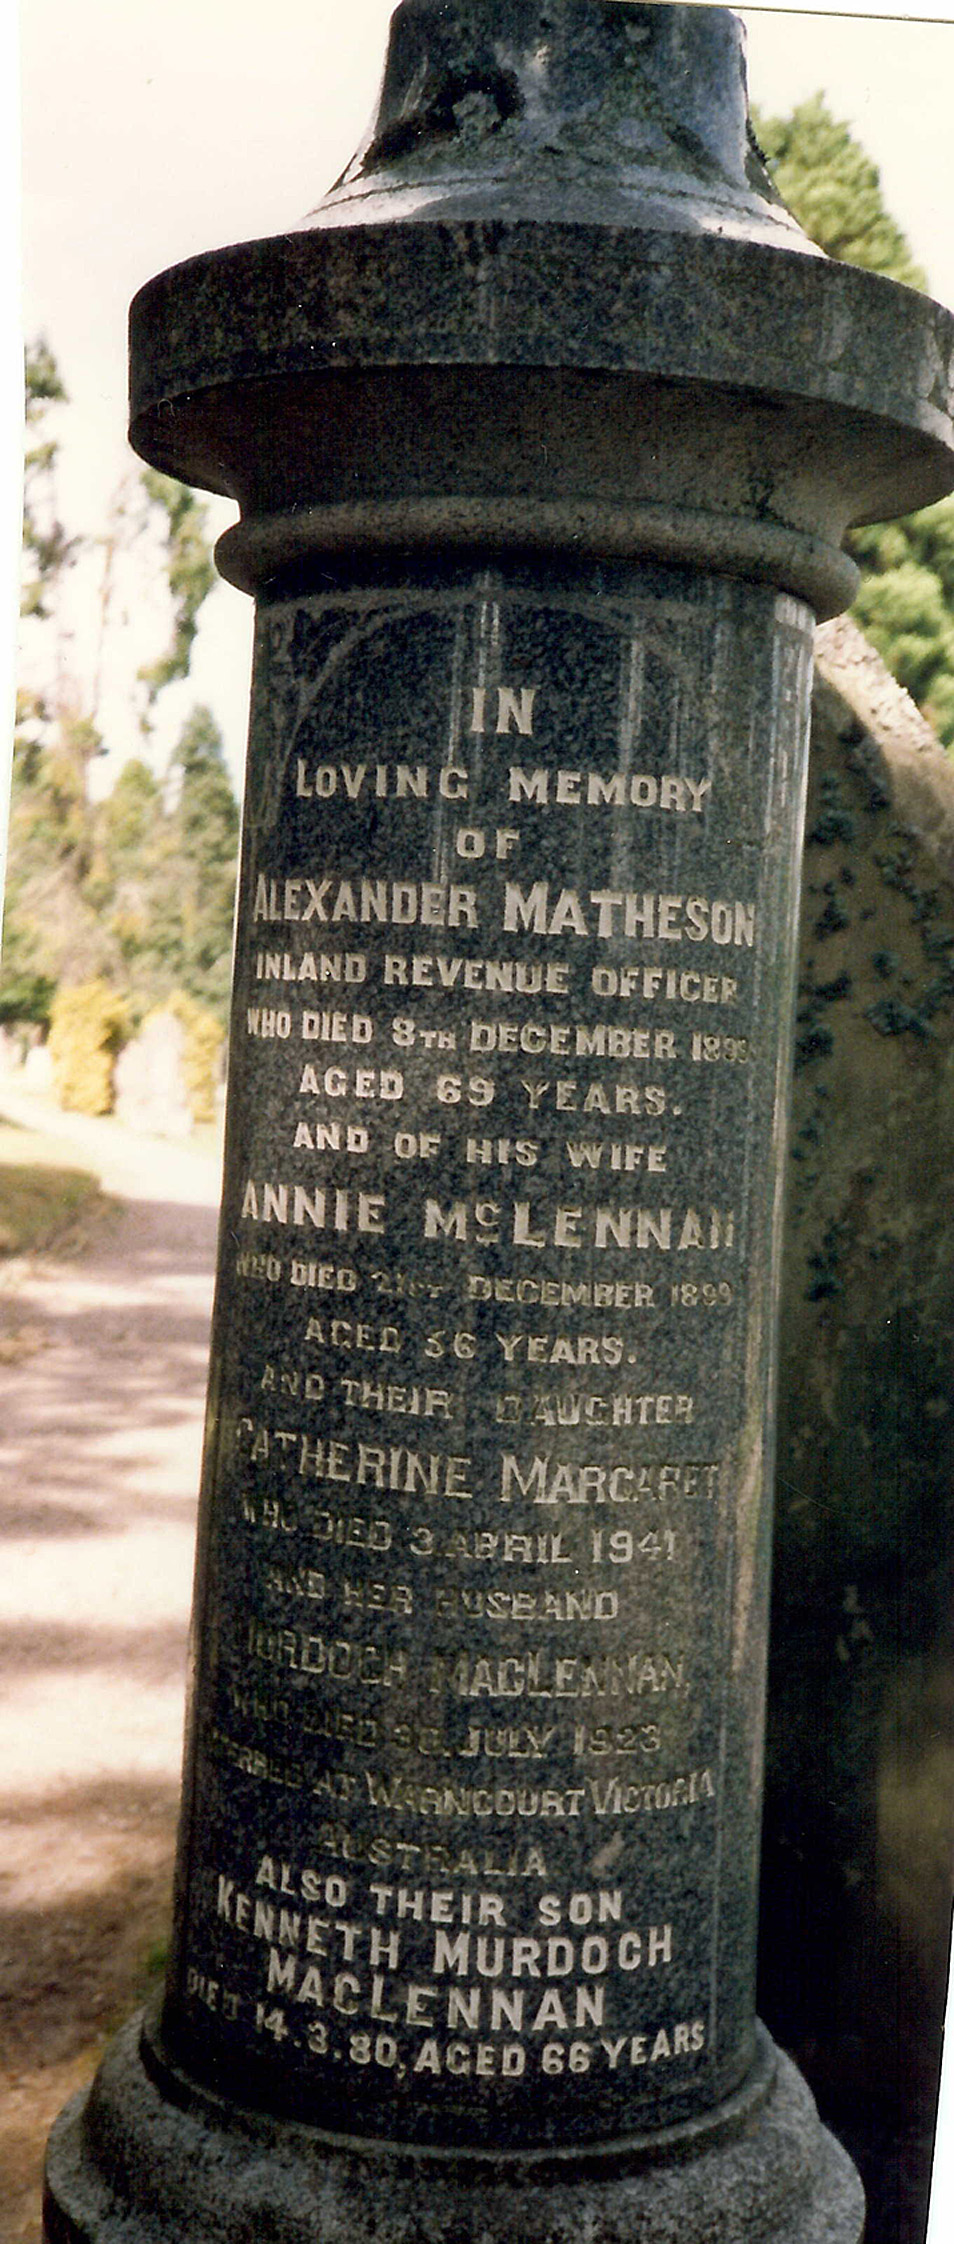 IN
LOVING MEMORY
OF
ALEXANDER MATHESON
INLAND REVENUE OFFICER
WHO DIED 8TH DECEMBER
AGED 69 YEARS.
AND OF HIS WIFE
ANNIE McLENNAN
WHO DIED 21ST DECEMBER 1899
AGED 56 YEARS.
AND THEIR DAUGHTER
CATHERINE MARGARET
WHO DIED 3 APRIL 1941
AND HER HUSBAND
MURDOCH MACLENNAN,
WHO DIED JULY 1923
INTERRED AT WARNCOURT VICTORIA
AUSTRALIA
ALSO THEIR SON
KENNETH MURDOCH
MACLENNAN
DIED 14.3.80, AGED 66 YEARS